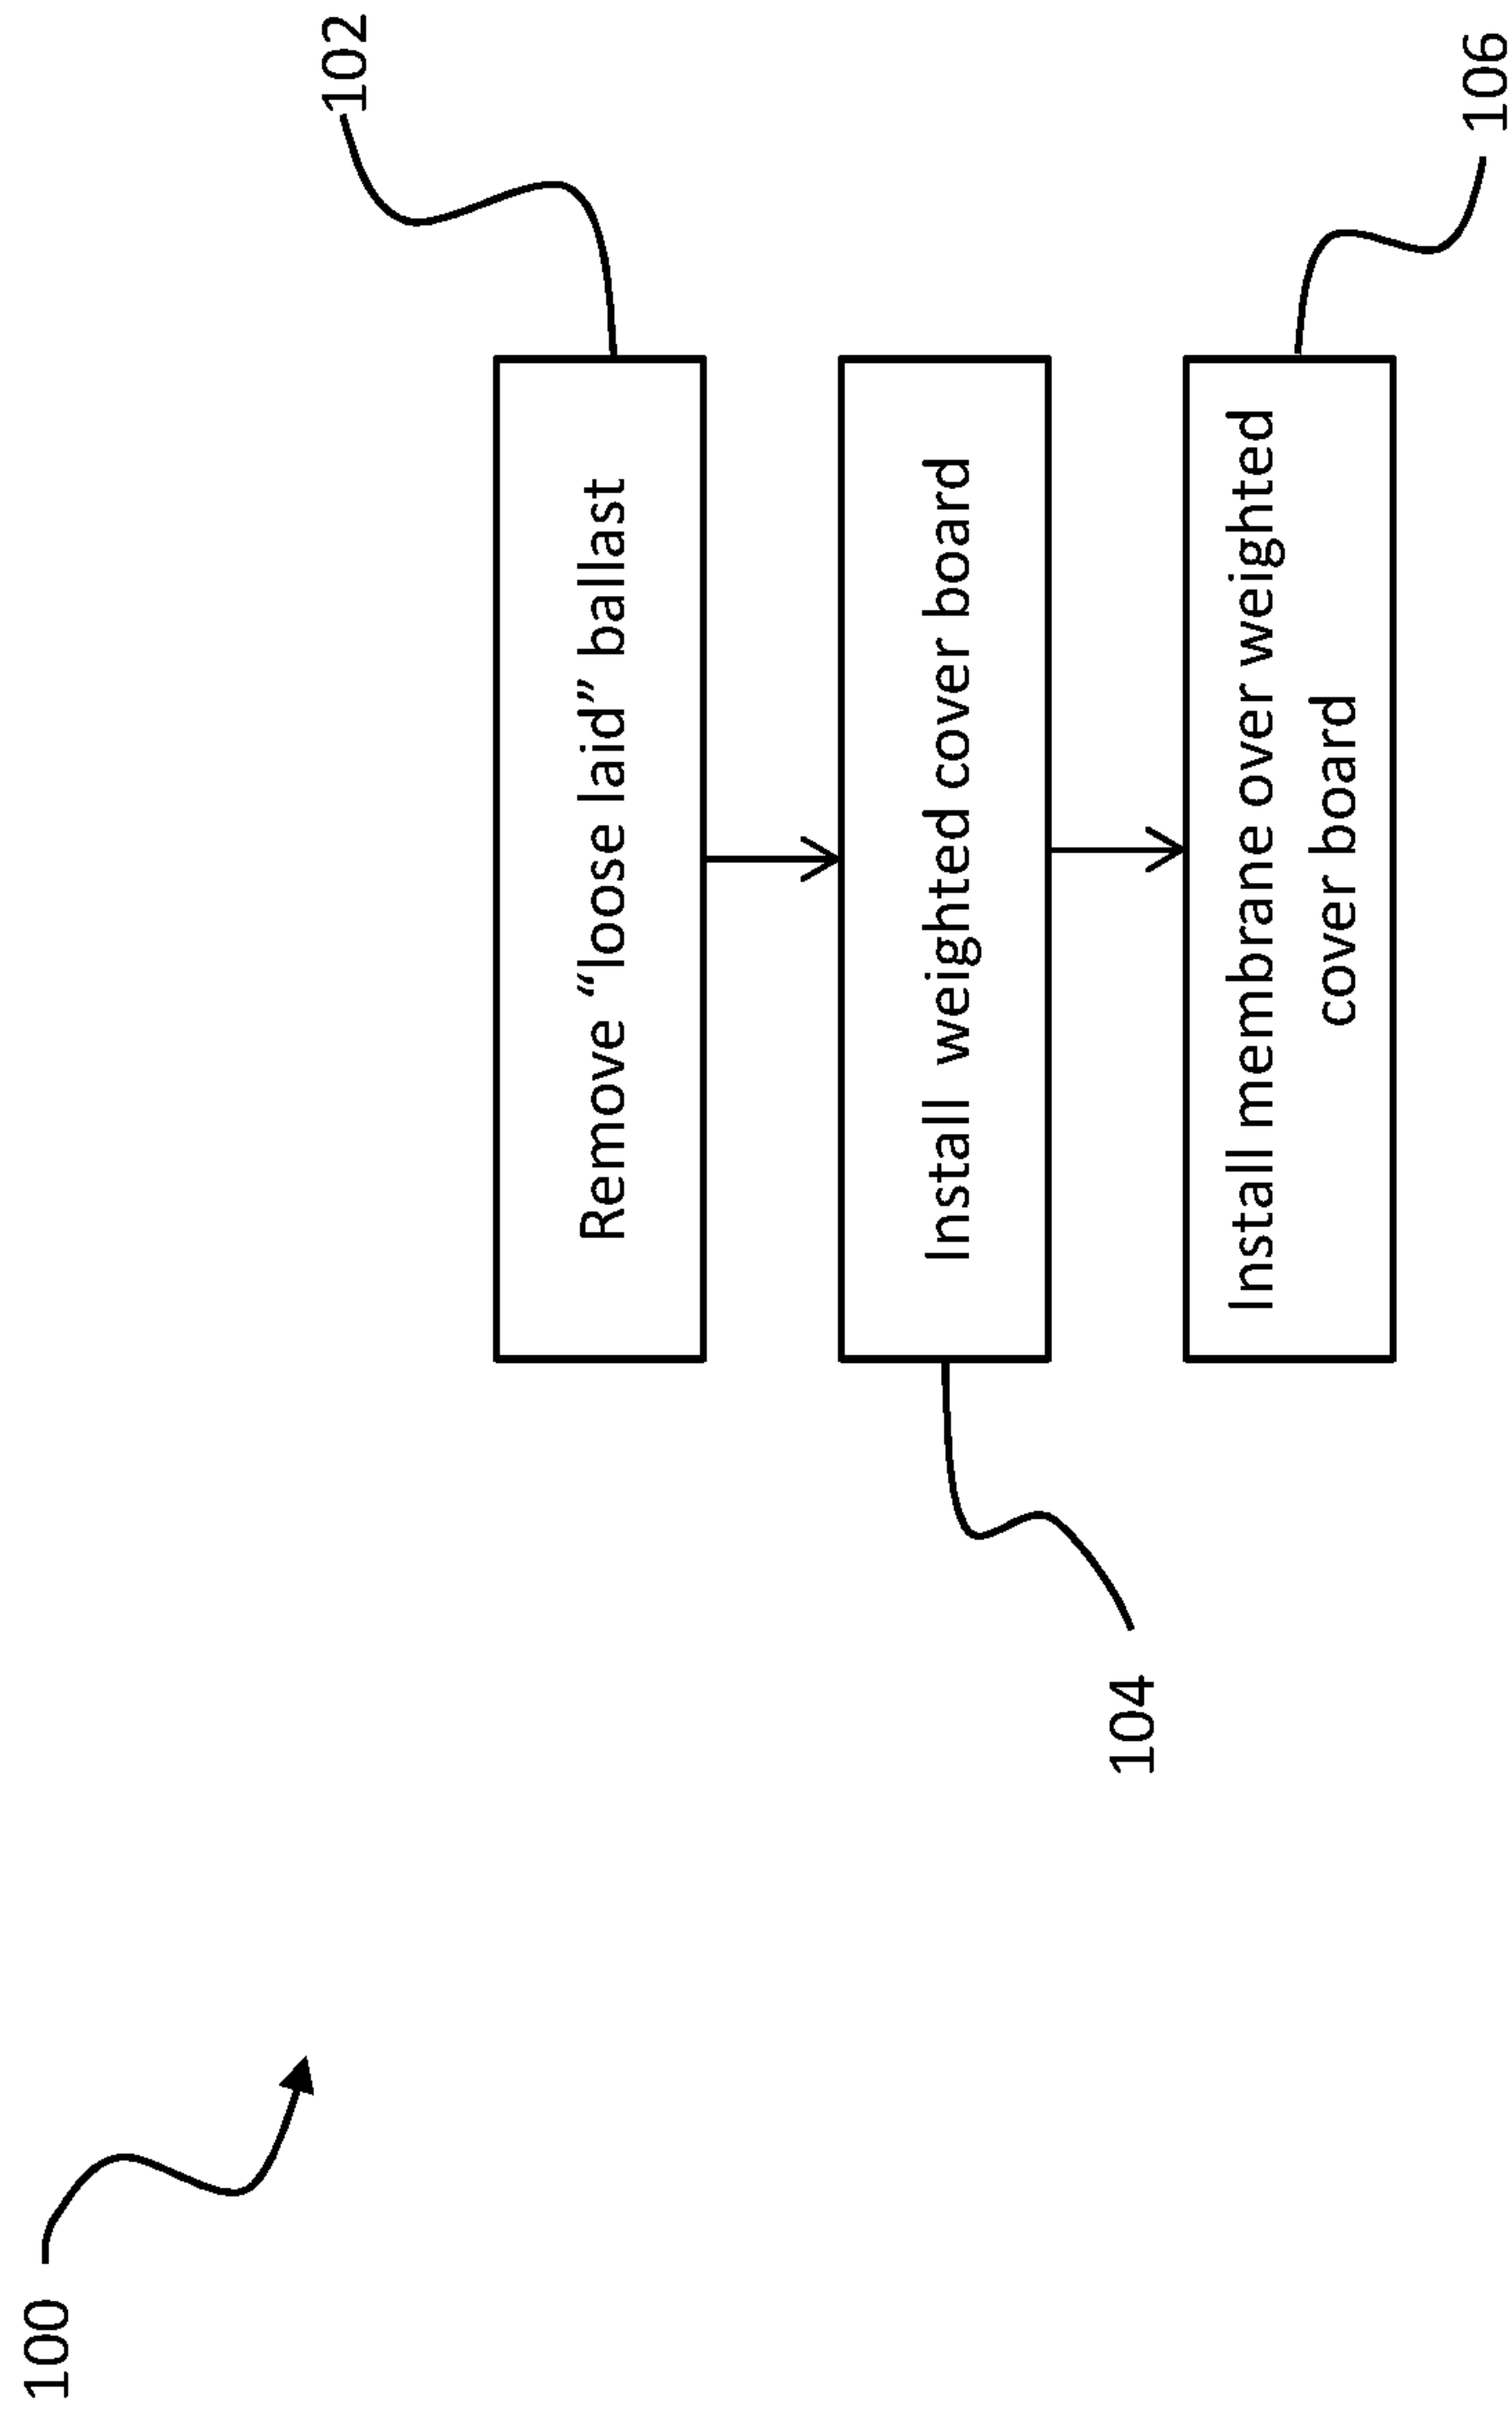 100
102
Remove “loose laid” ballast
Install weighted cover board
104
Install membrane over weighted
cover board
106